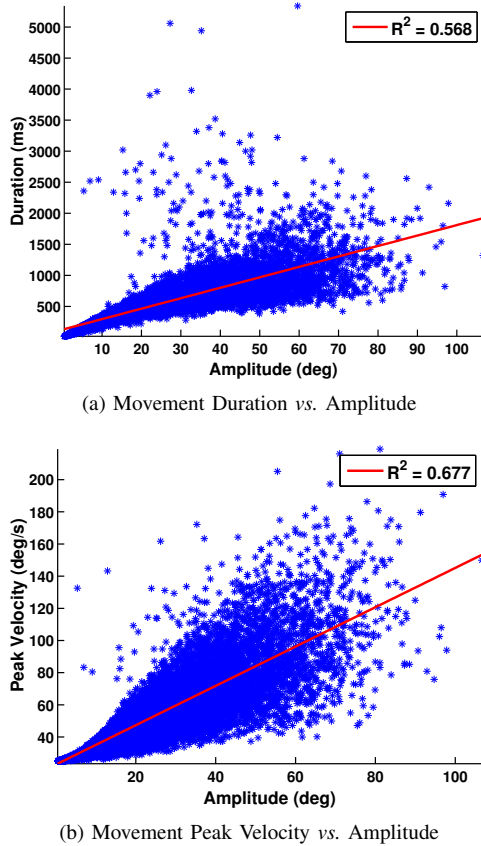 R² = 0.568
5000
4500
4000
3500
3000
2500
2000
1500
1000
500
Duration (ms)
10 20 30 40 50 60 70 80 90 100
Amplitude (deg)
(a) Movement Duration vs. Amplitude
R² = 0.677
200
180
160
140
120
100
80
60
40
Peak Velocity (deg/s)
20 40 60 80 100
Amplitude (deg)
(b) Movement Peak Velocity vs. Amplitude